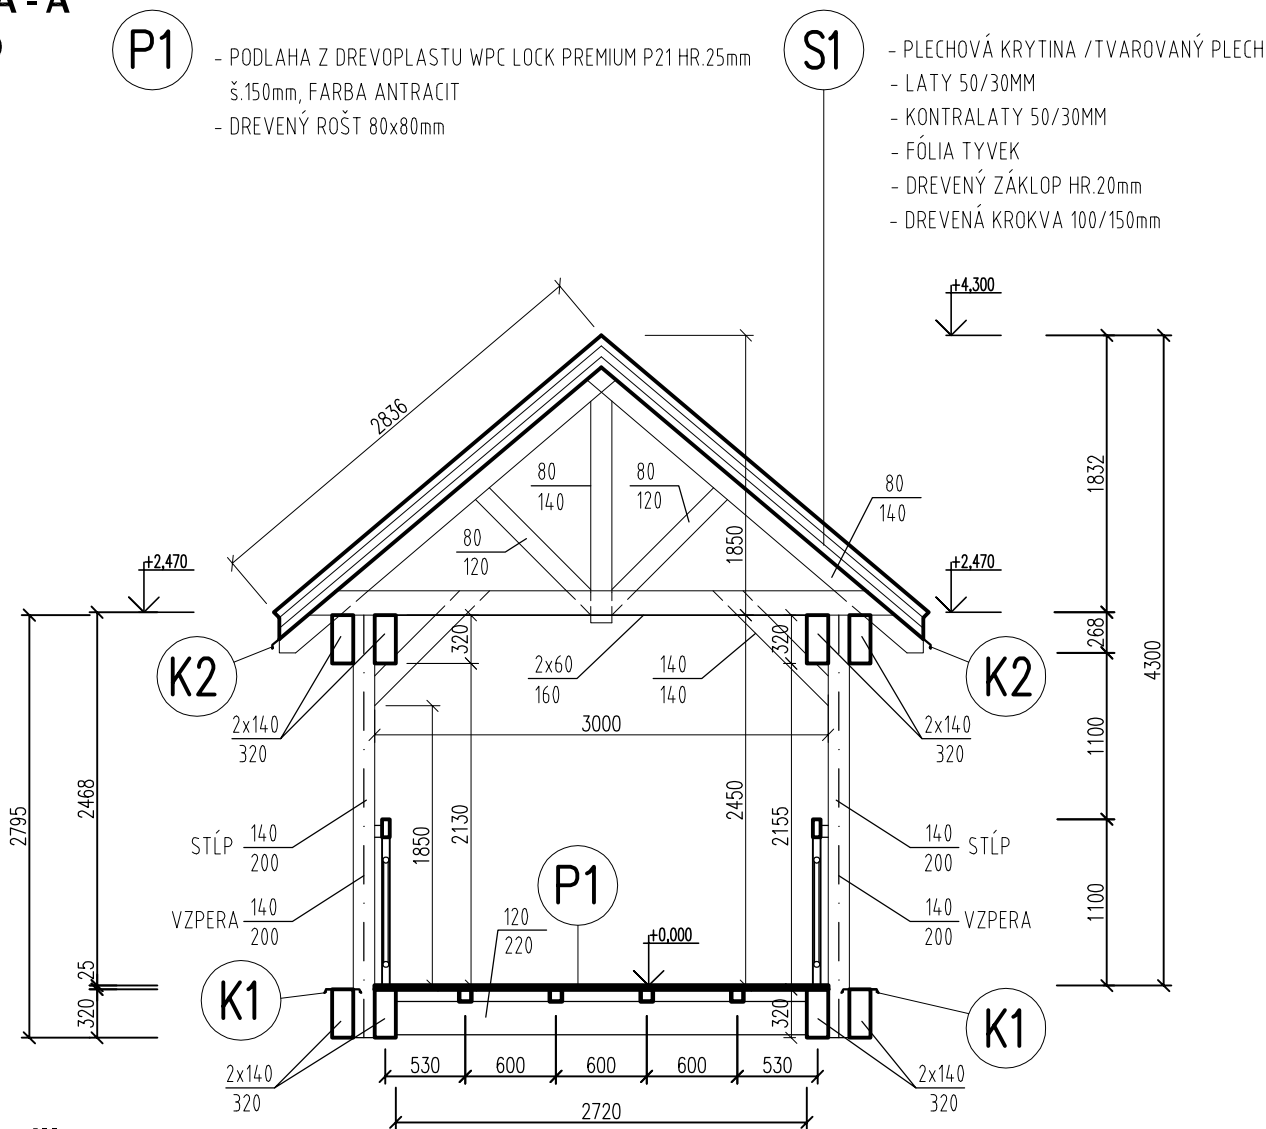 A - A
P1
- PODLAHA Z DREVOPLASTU WPC LOCK PREMIUM P21 HR.25mm
š.150mm, FARBA ANTRACIT
- DREVENÝ ROŠT 80x80mm
S1
- PLECHOVÁ KRYTINA /TVAROVANÝ PLECH
- LATY 50/30MM
- KONTRALATY 50/30MM
- FÓLIA TYVEK
- DREVENÝ ZÁKLOP HR.20mm
- DREVENÁ KROKVA 100/150mm
+4,300
2836
1832
80
140
80
120
80
140
80
120
1850
+2,470
+2,470
268
4300
320
320
K2
K2
2x60
160
140
140
2x140
320
3000
2x140
320
1100
2795
2468
1850
2130
2450
2155
STĹP 140
200
140 STĹP
200
P1
VZPERA 140
200
140 VZPERA
200
1100
120
220
+0,000
25
320
K1
320
K1
2x140
320
530
600
600
600
530
2x140
320
2720